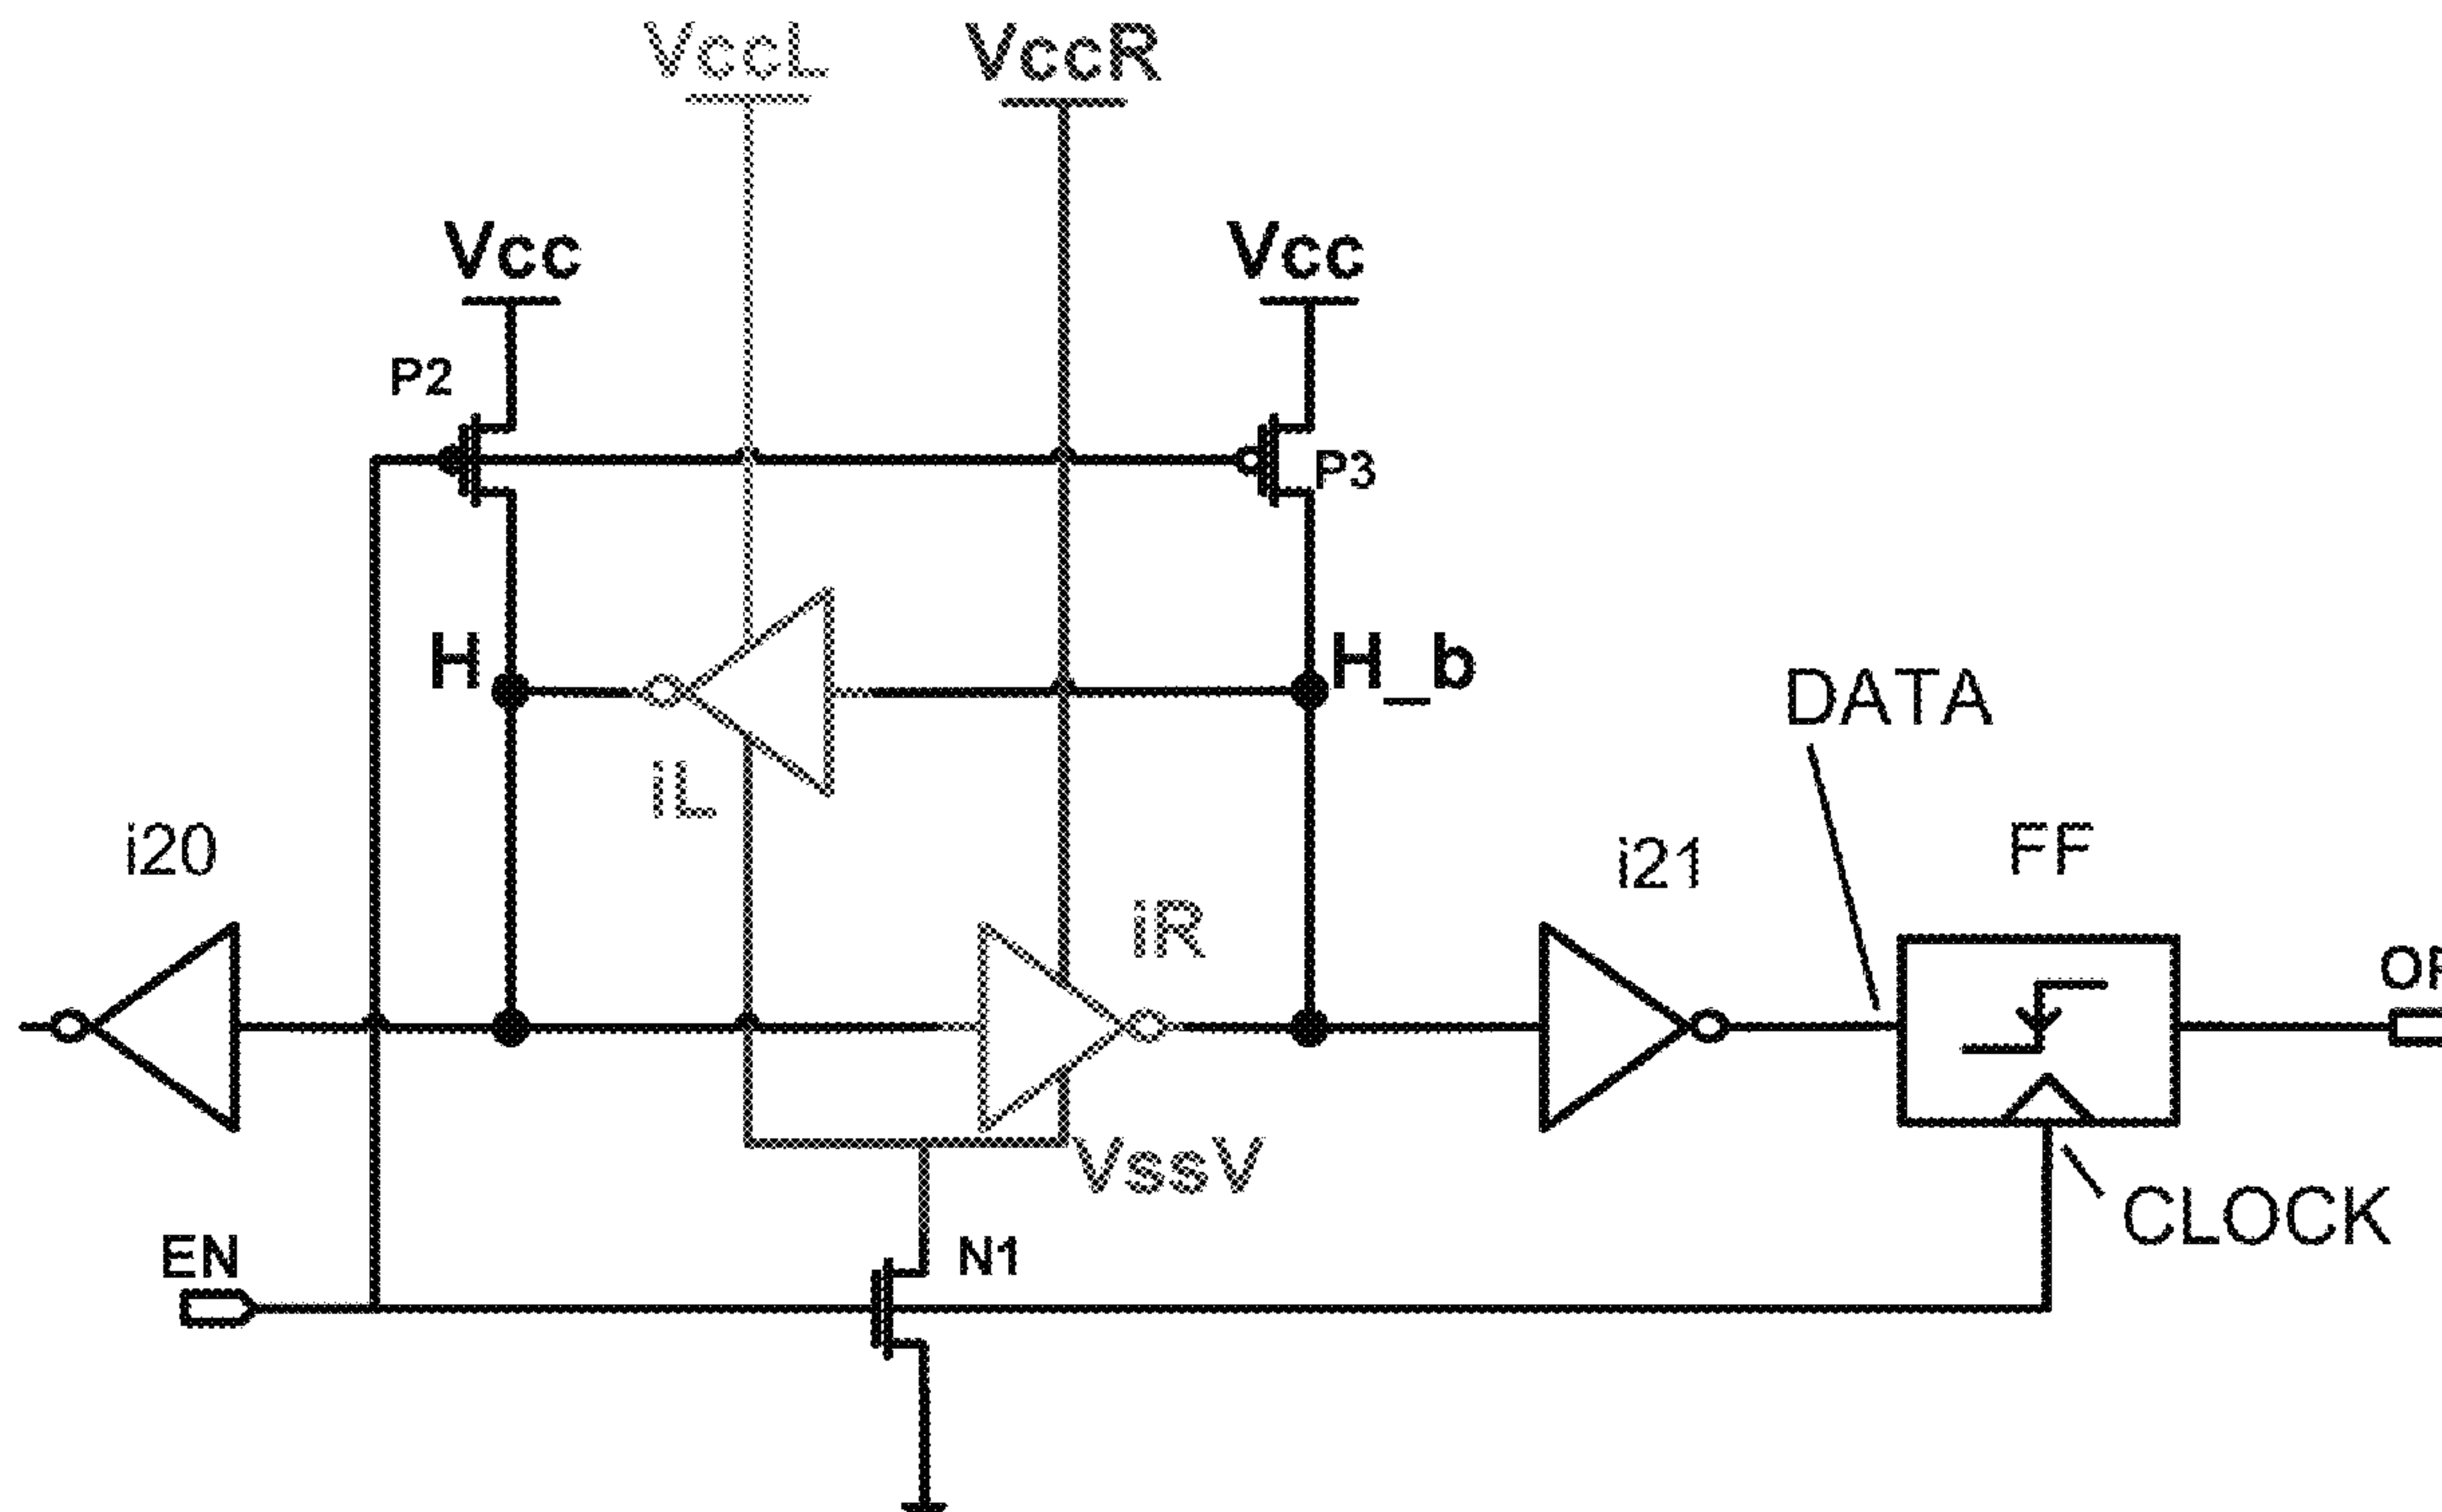 VccL
VccR
Vcc
Vcc
P2
P3
H
H_b
DATA
iL
i20
i21
FF
iR
VssV
CLOCK
EN
N1